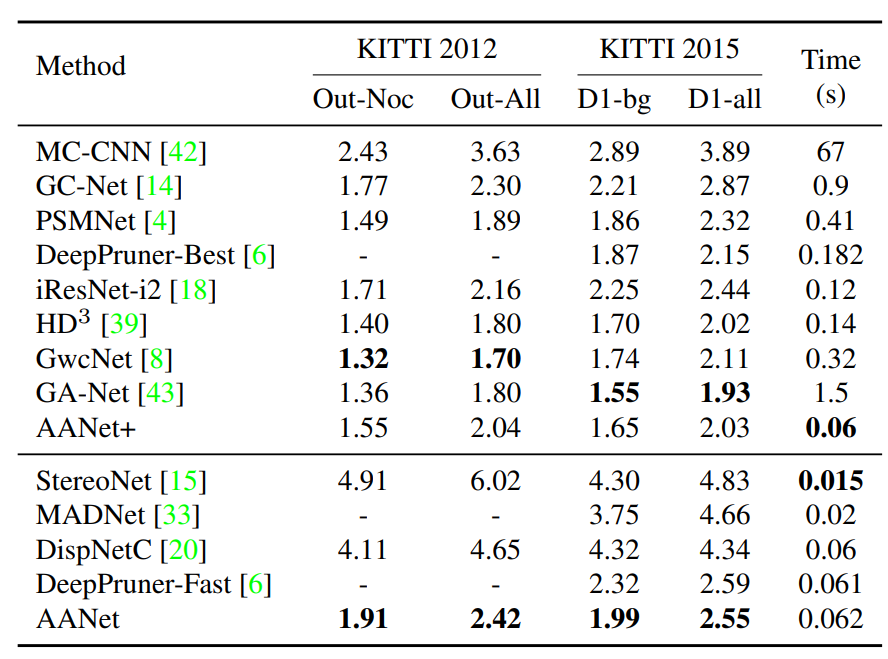 Method KITTI 2012 KITTI 2015 Time (s)
Out-Noc Out-All D1-bg D1-all
MC-CNN [42] 2.43 3.63 2.89 3.89 67
GC-Net [14] 1.77 2.30 2.21 2.87 0.9
PSMNet [4] 1.49 1.89 1.86 2.32 0.41
DeepPruner-Best [6] - - 1.87 2.15 0.182
iResNet-i2 [18] 1.71 2.16 2.25 2.44 0.12
HD³ [39] 1.40 1.80 1.70 2.02 0.14
GwcNet [8] 1.32 1.70 1.74 2.11 0.32
GA-Net [43] 1.36 1.80 1.55 1.93 1.5
AANet+ 1.55 2.04 1.65 2.03 0.06
StereoNet [15] 4.91 6.02 4.30 4.83 0.015
MADNet [33] - - 3.75 4.66 0.02
DispNetC [20] 4.11 4.65 4.32 4.34 0.06
DeepPruner-Fast [6] - - 2.32 2.59 0.061
AANet 1.91 2.42 1.99 2.55 0.062